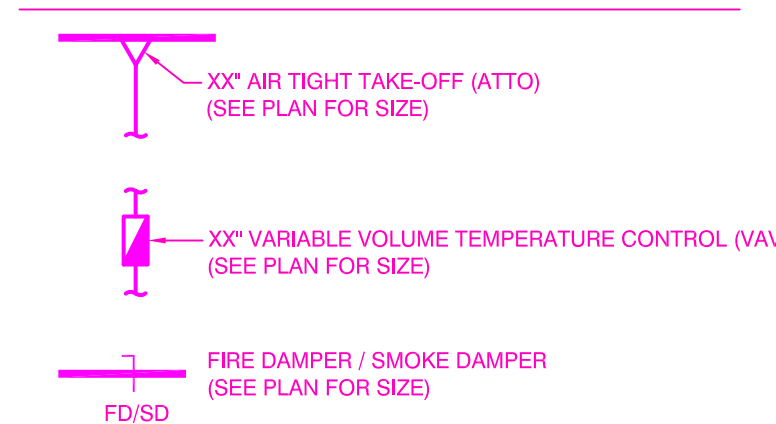 XX" AIR TIGHT TAKE-OFF (ATTO)
(SEE PLAN FOR SIZE)
XX" VARIABLE VOLUME TEMPERATURE CONTROL (VAV
(SEE PLAN FOR SIZE)
FIRE DAMPER / SMOKE DAMPER
(SEE PLAN FOR SIZE)
FD/SD